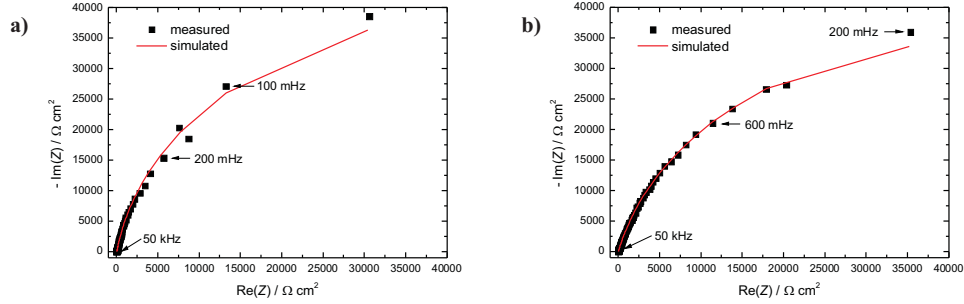 a)
measured
simulated
100 mHz
200 mHz
50 kHz
- Im(Z) / Ω cm²
40000
35000
30000
25000
20000
15000
10000
5000
0
0 5000 10000 15000 20000 25000 30000 35000 40000
Re(Z) / Ω cm²
b)
measured
simulated
200 mHz
600 mHz
50 kHz
- Im(Z) / Ω cm²
40000
35000
30000
25000
20000
15000
10000
5000
0
0 5000 10000 15000 20000 25000 30000 35000 40000
Re(Z) / Ω cm²